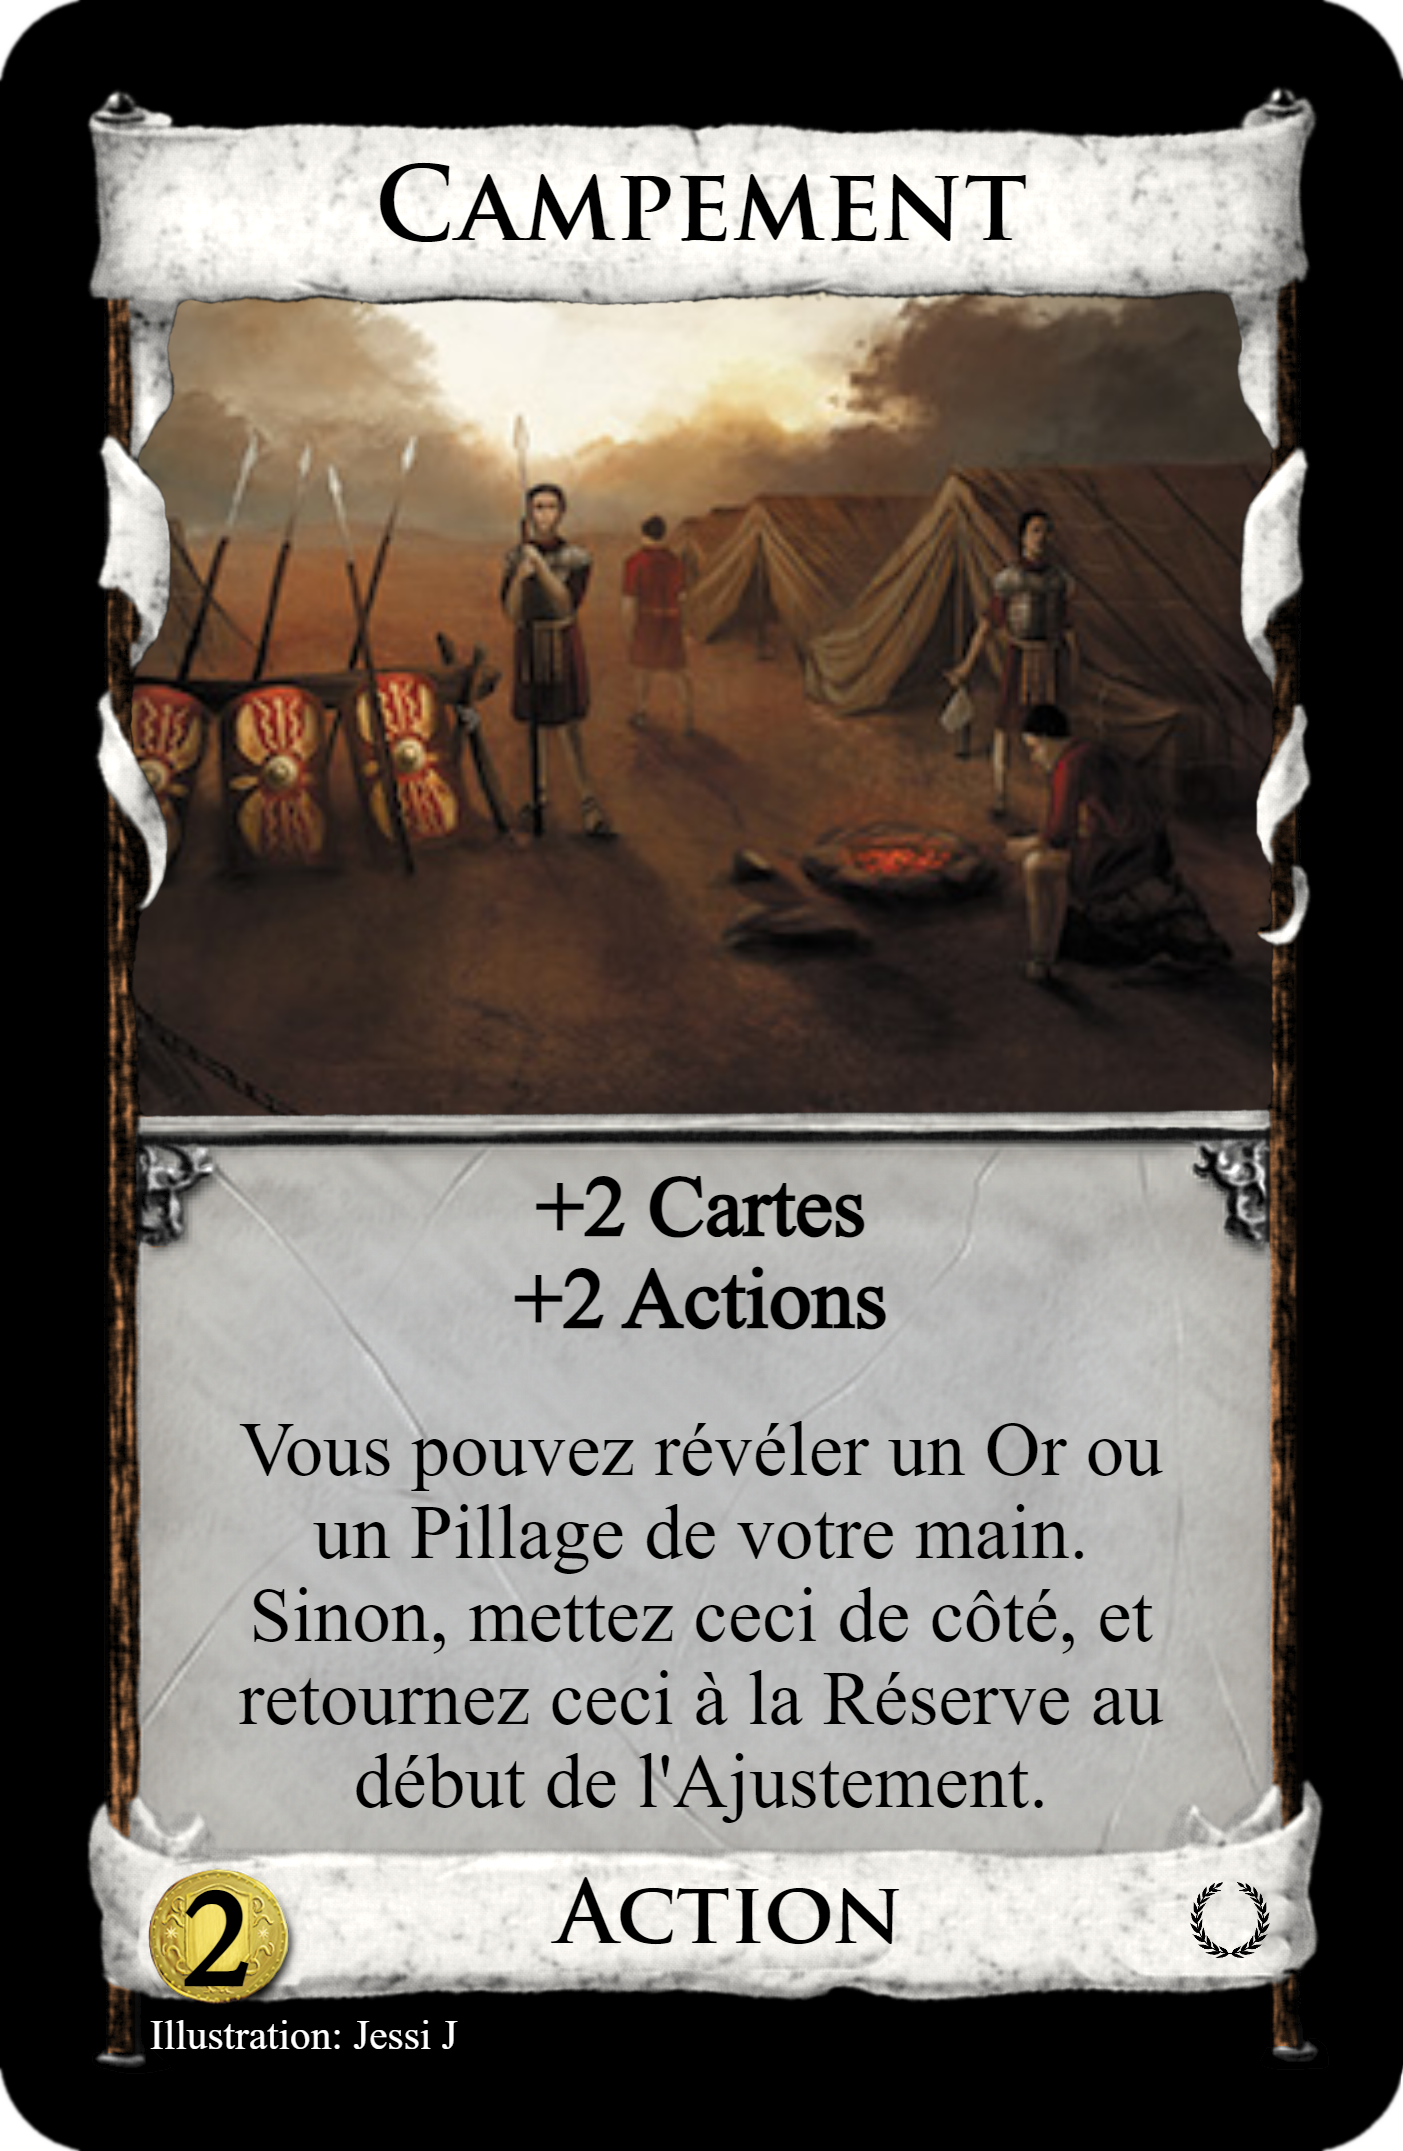 Campement
+2 Cartes
+2 Actions
Vous pouvez révéler un Or ou
un Pillage de votre main.
Sinon, mettez ceci de côté, et
retournez ceci à la Réserve au
début de l'Ajustement.
2
Action
Illustration: Jessi J